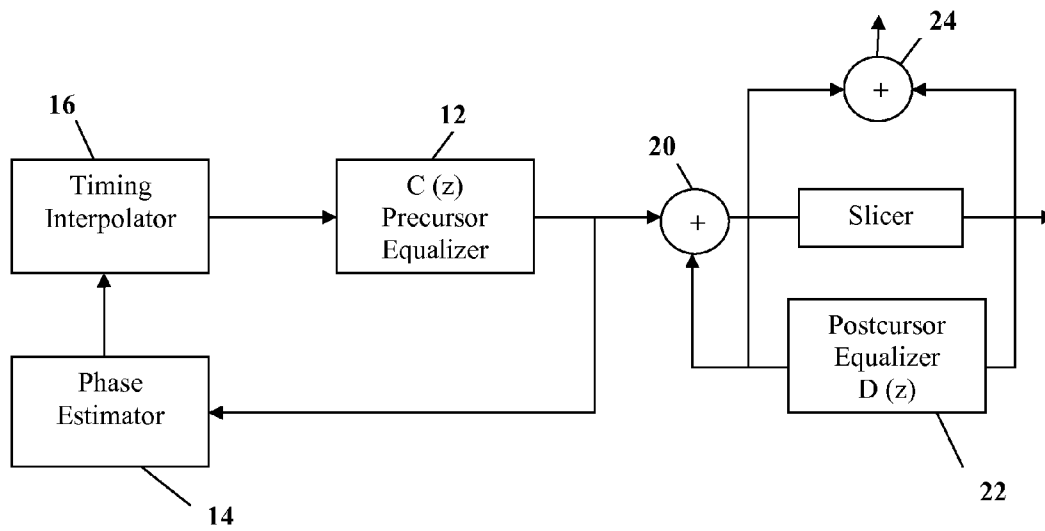 24
+
16
12
20
Timing
Interpolator
C (z)
Precursor
Equalizer
+
Slicer
Phase
Estimator
Postcursor
Equalizer
D (z)
14
22